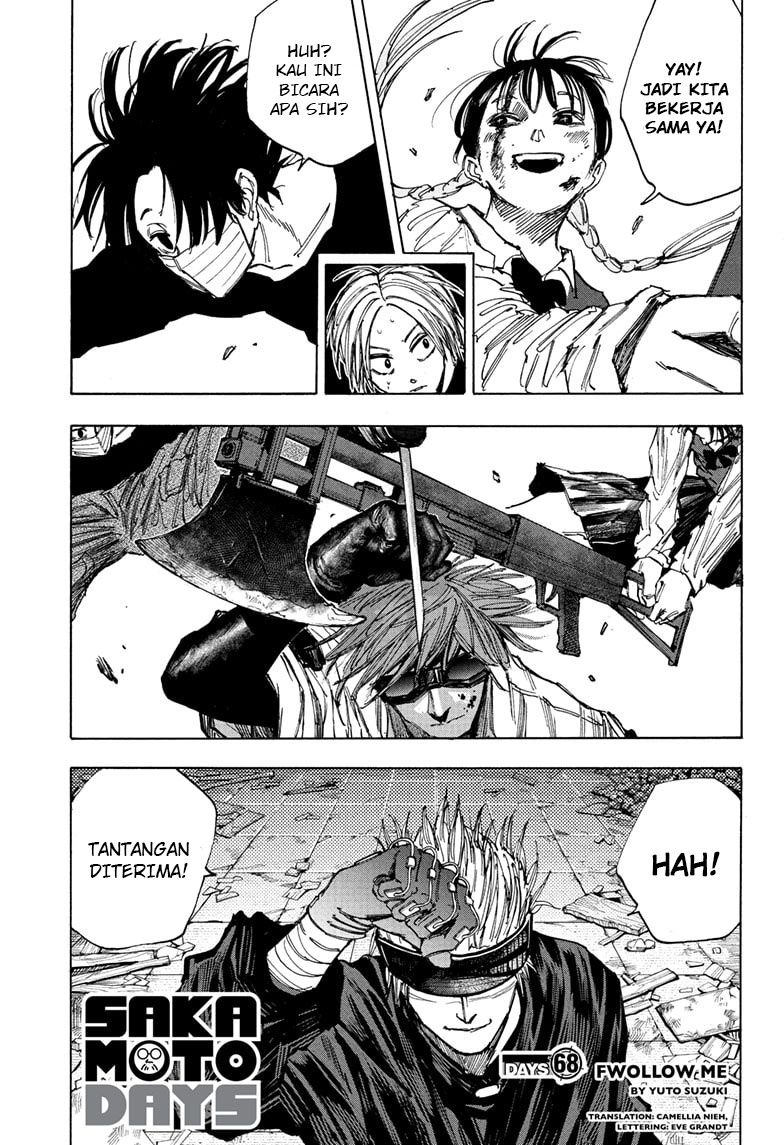 YAY!
JADI KITA
BEKERJA
SAMA YA!
HUH?
KAU INI
BICARA
APA SIH?
HAH!
TANTANGAN
DITERIMA!
SAKA
MOTO
DAYS
DAYS 68
FWOLLOW ME
BY YUTO SUZUKI
TRANSLATION: CAMELLIA NIEH,
LETTERING: EVE GRANDT